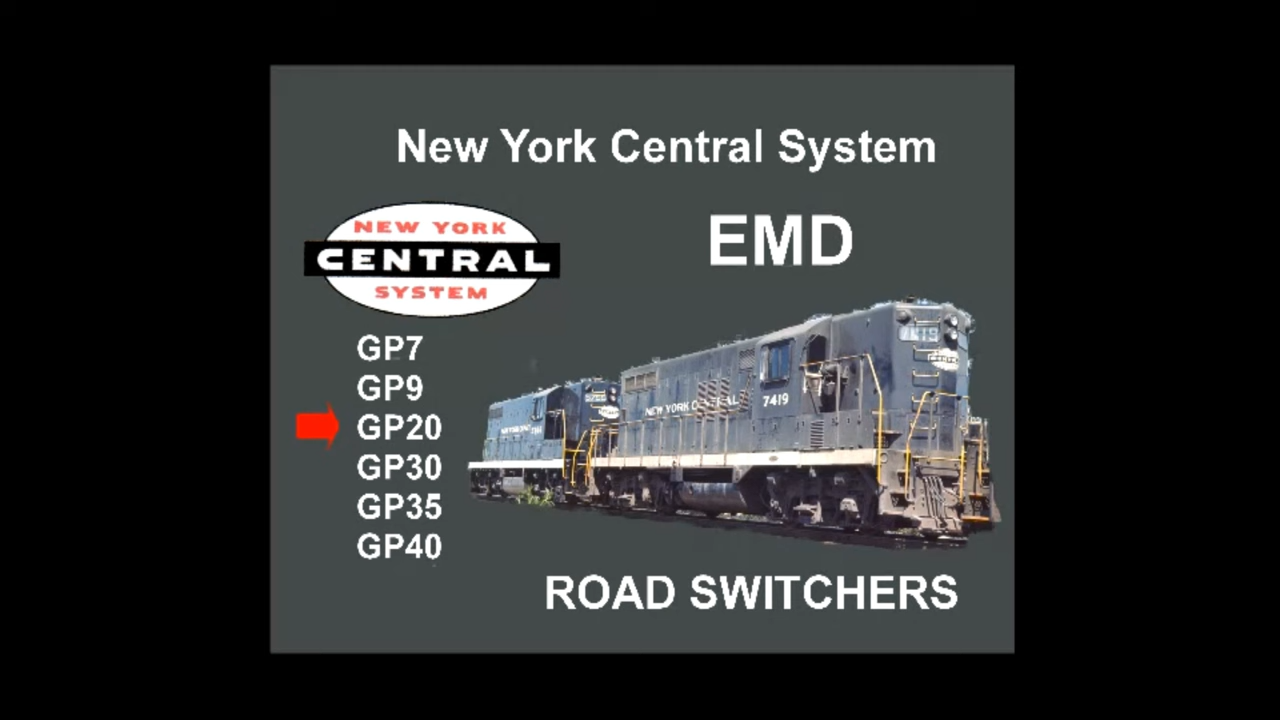 New York Central System
NEW YORK
CENTRAL
SYSTEM
EMD
GP7
GP9
GP20
GP30
GP35
GP40
7419
NEW YORK CENTRAL
7419
ROAD SWITCHERS